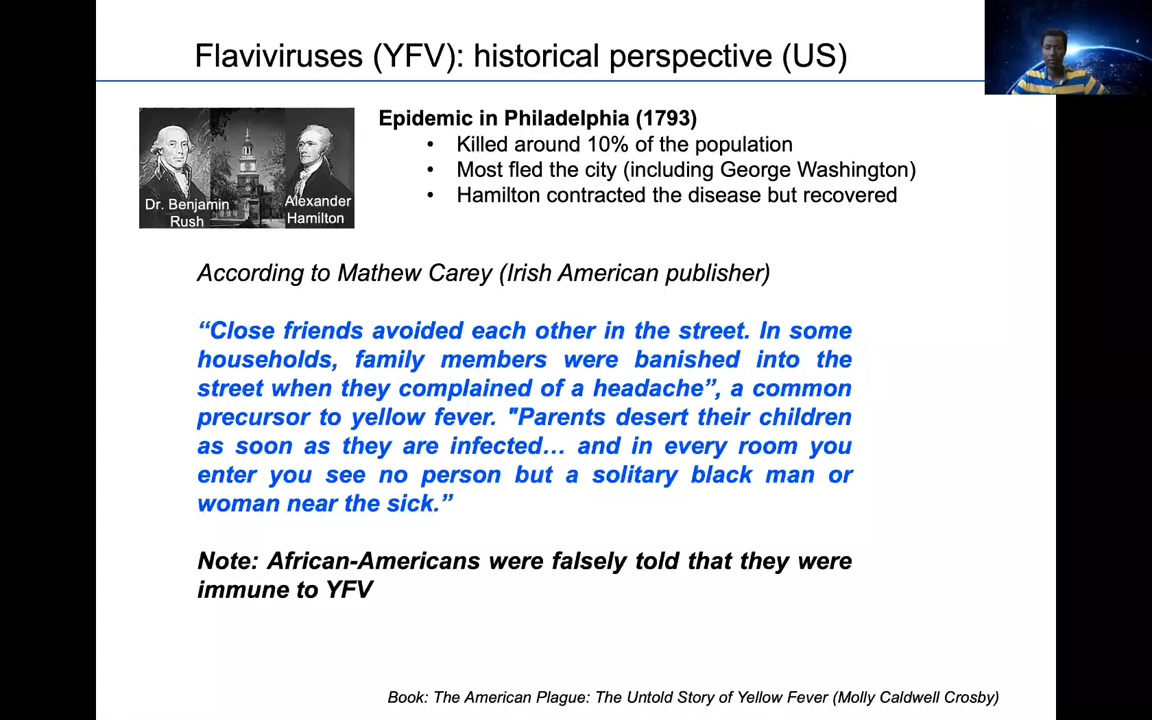 Flaviviruses (YFV): historical perspective (US)
Dr. Benjamin
Rush
Alexander
Hamilton
Epidemic in Philadelphia (1793)
• Killed around 10% of the population
• Most fled the city (including George Washington)
• Hamilton contracted the disease but recovered
According to Mathew Carey (Irish American publisher)
“Close friends avoided each other in the street. In some
households, family members were banished into the
street when they complained of a headache”, a common
precursor to yellow fever. "Parents desert their children
as soon as they are infected… and in every room you
enter you see no person but a solitary black man or
woman near the sick.”
Note: African-Americans were falsely told that they were
immune to YFV
Book: The American Plague: The Untold Story of Yellow Fever (Molly Caldwell Crosby)